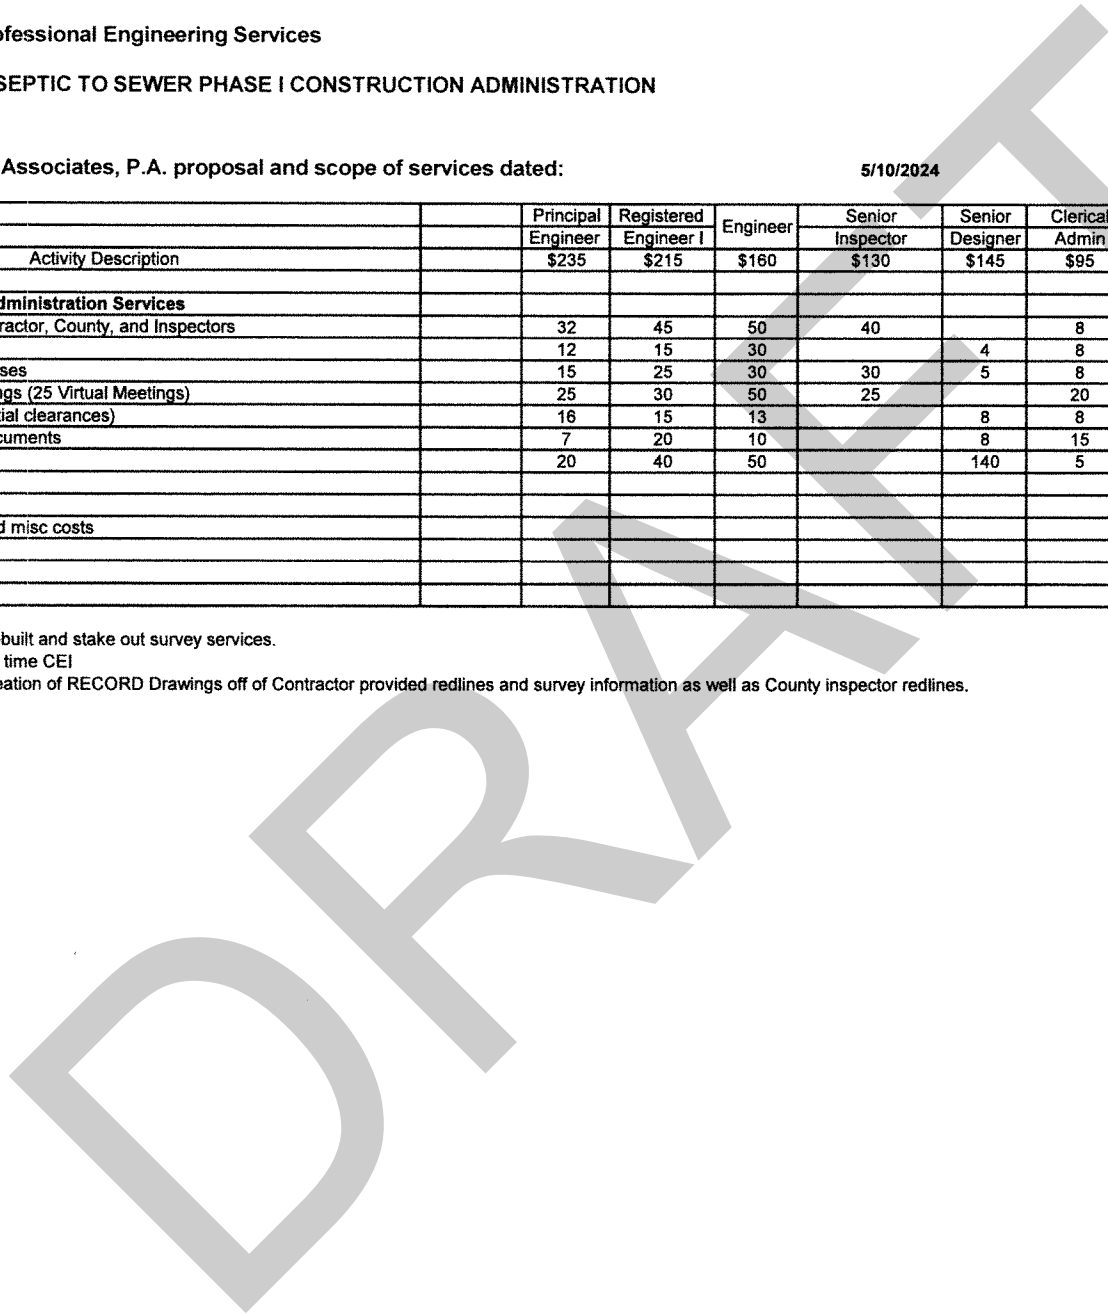 ofessional Engineering Services
SEPTIC TO SEWER PHASE I CONSTRUCTION ADMINISTRATION
Associates, P.A. proposal and scope of services dated: 5/10/2024
Principal Registered Engineer Senior Senior Clerical
Engineer Engineer I Inspector Designer Admin
Activity Description $235 $215 $160 $130 $145 $95
dministration Services
ractor, County, and Inspectors 32 45 50 40 8
12 15 30 4 8
ses 15 25 30 30 5 8
ngs (25 Virtual Meetings) 25 30 50 25 20
tial clearances) 16 15 13 8 8
cuments 7 20 10 8 15
20 40 50 140 5
d misc costs
built and stake out survey services.
time CEI
eation of RECORD Drawings off of Contractor provided redlines and survey information as well as County inspector redlines.
DRAFT